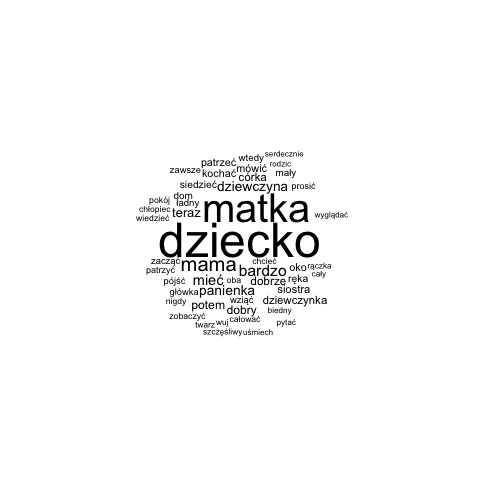 serdecznie
wtedy
patrzeć rodzic
zawsze mówić
kochać mały
córka
siedzieć dziewczyna prosić
dom
pokój ładny matka
chłopiec teraz wyglądać
wiedzieć
dziecko
zacząć mama chcieć
patrzyć bardzo oko rączka
cały
pójść mieć oba dobrze ręka
główka panienka siostra
nigdy potem wziąć dziewczynka
dobry biedny
zobaczyć całować
twarz wuj pytać
szczęśliwy uśmiech